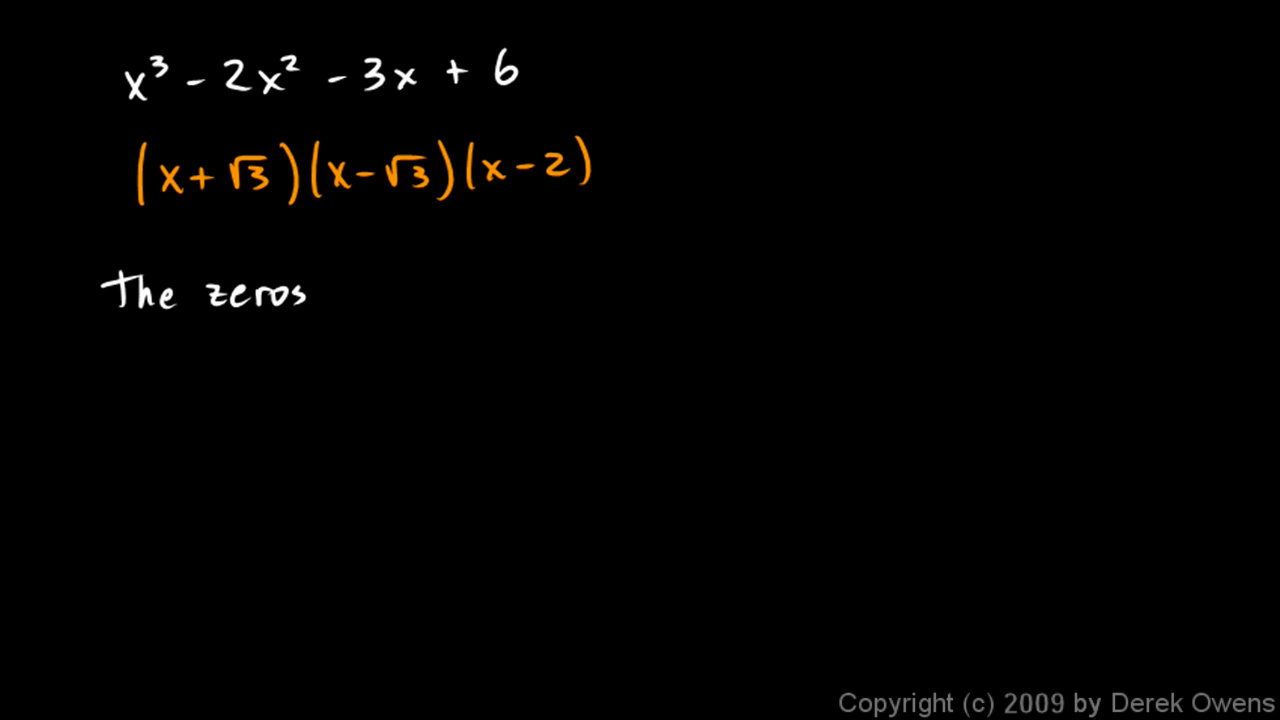 x³ - 2x² - 3x + 6
(x + √3)(x - √3)(x - 2)
The zeros
Copyright (c) 2009 by Derek Owens